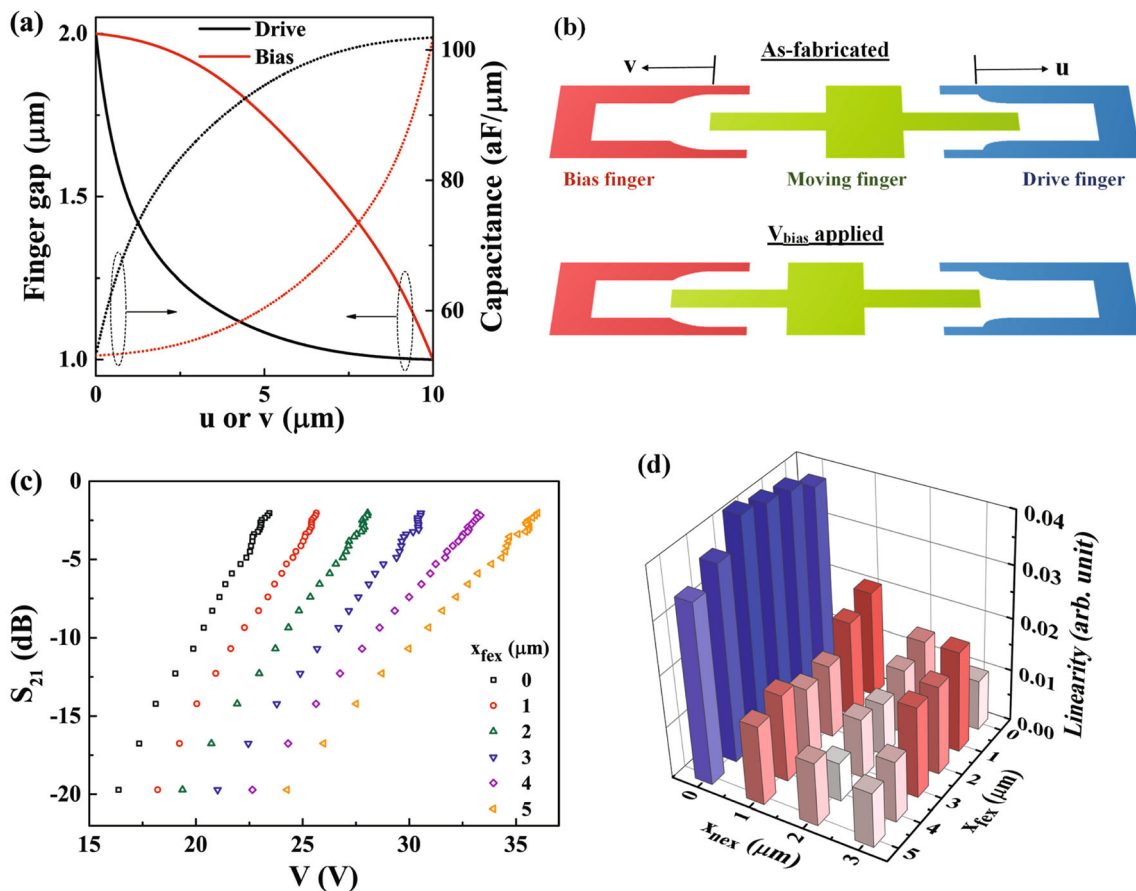 (a)
Drive
Bias
2.0
1.5
1.0
Finger gap (μm)
100
80
60
Capacitance (aF/μm)
0
5
10
u or v (μm)
(b)
As-fabricated
v
u
Bias finger
Moving finger
Drive finger
Vbias applied
(c)
0
-5
-10
-15
-20
S21 (dB)
xfex (μm)
0
1
2
3
4
5
15
20
25
30
35
V (V)
(d)
0.04
0.03
0.02
0.01
0.00
Linearity (arb. unit)
0
1
2
3
4
5
xfex (μm)
0
1
2
3
xnex (μm)